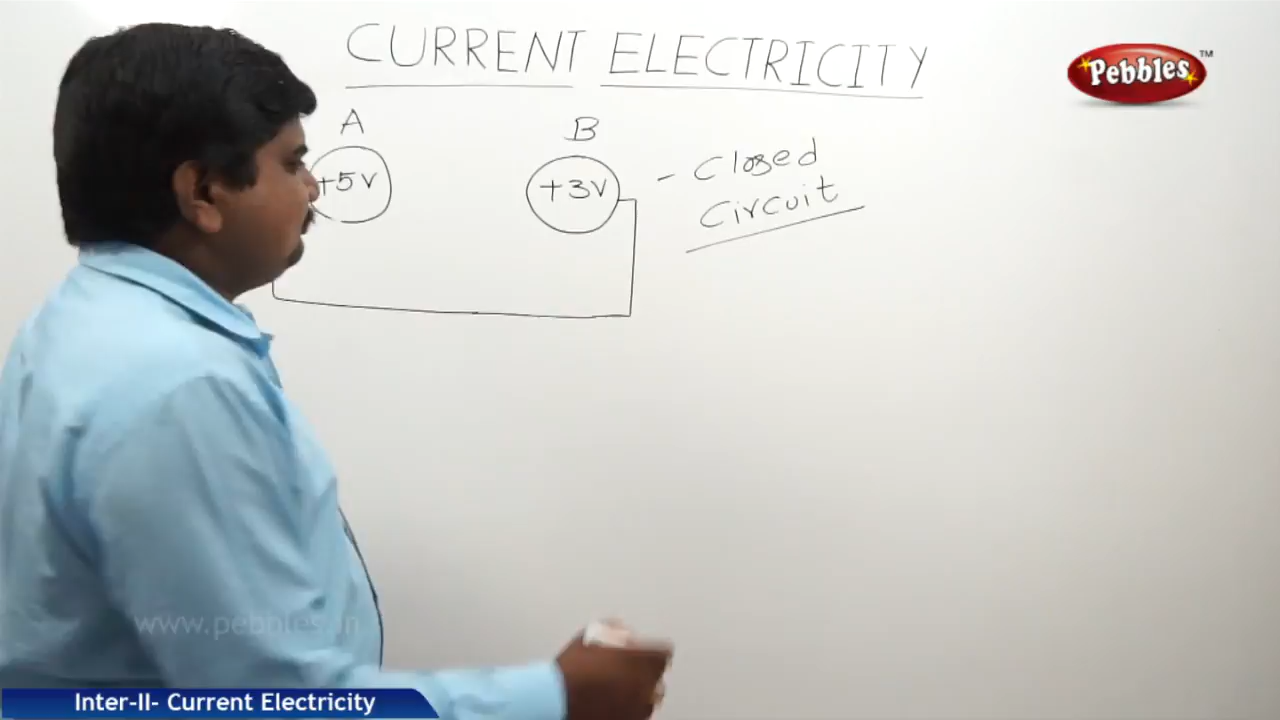 CURRENT ELECTRICITY
Pebbles™
A
B
+5V
+3V
- Closed
Circuit
www.pebbles.in
Inter-II- Current Electricity